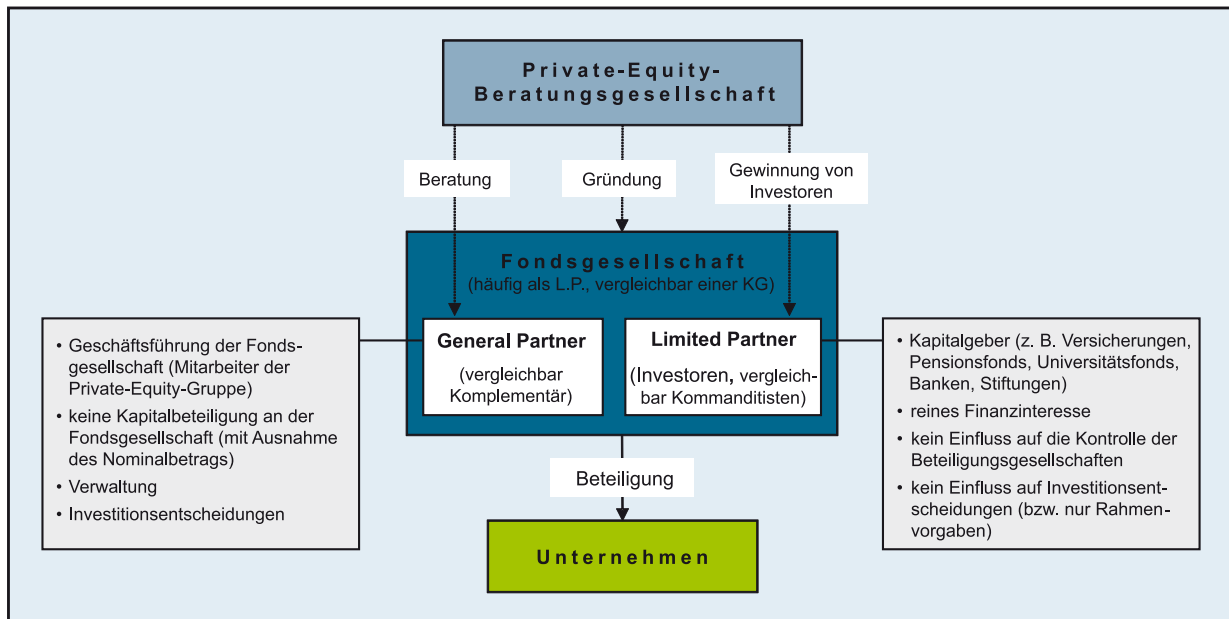 Private-Equity-
Beratungsgesellschaft
Beratung
Gründung
Gewinnung von
Investoren
Fondsgesellschaft
(häufig als L.P., vergleichbar einer KG)
General Partner
(vergleichbar
Komplementär)
Limited Partner
(Investoren, vergleich-
bar Kommanditisten)
• Geschäftsführung der Fonds-
gesellschaft (Mitarbeiter der
Private-Equity-Gruppe)
• keine Kapitalbeteiligung an der
Fondsgesellschaft (mit Ausnahme
des Nominalbetrags)
• Verwaltung
• Investitionsentscheidungen
• Kapitalgeber (z. B. Versicherungen,
Pensionsfonds, Universitätsfonds,
Banken, Stiftungen)
• reines Finanzinteresse
• kein Einfluss auf die Kontrolle der
Beteiligungsgesellschaften
• kein Einfluss auf Investitionsent-
scheidungen (bzw. nur Rahmen-
vorgaben)
Beteiligung
Unternehmen